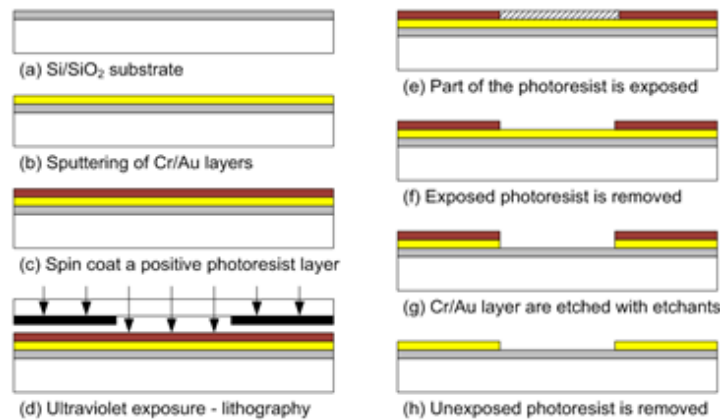 (a) Si/SiO₂ substrate
(b) Sputtering of Cr/Au layers
(c) Spin coat a positive photoresist layer
(d) Ultraviolet exposure - lithography
(e) Part of the photoresist is exposed
(f) Exposed photoresist is removed
(g) Cr/Au layer are etched with etchants
(h) Unexposed photoresist is removed